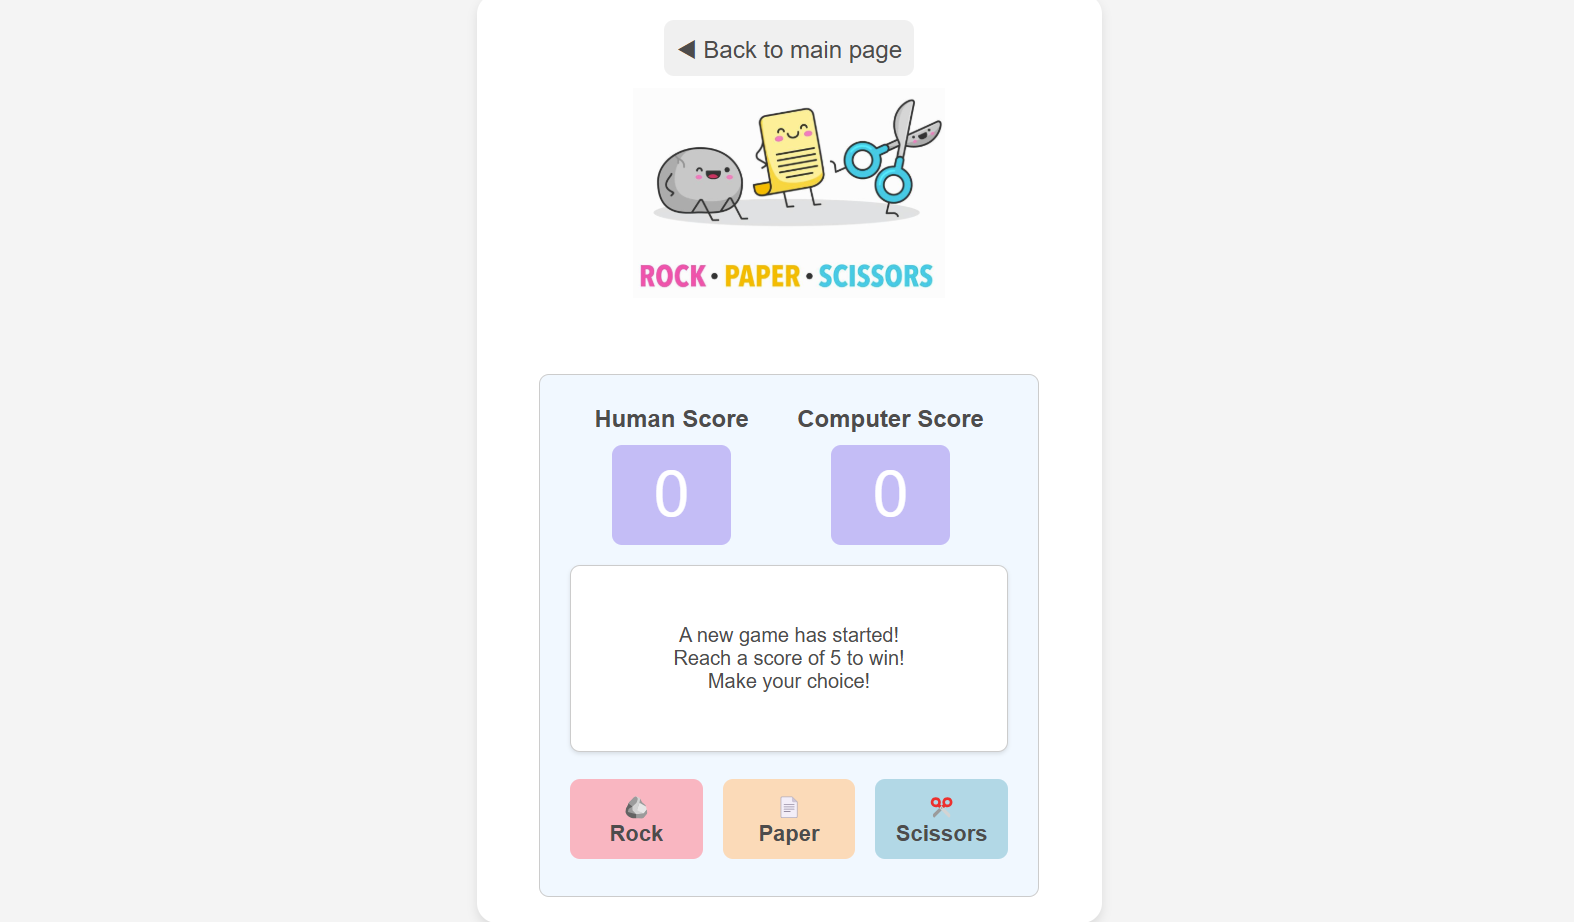 ◀ Back to main page
ROCK • PAPER • SCISSORS
Human Score
Computer Score
0
0
A new game has started!
Reach a score of 5 to win!
Make your choice!
Rock
Paper
Scissors